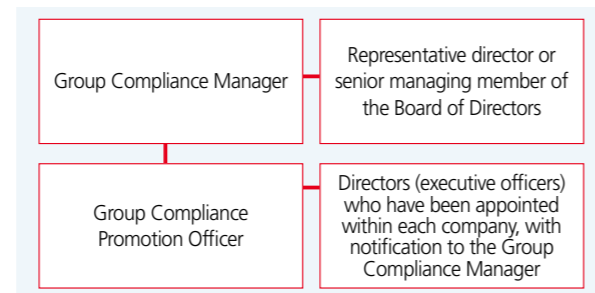 Group Compliance Manager
Representative director or
senior managing member of
the Board of Directors
Group Compliance
Promotion Officer
Directors (executive officers)
who have been appointed
within each company, with
notification to the Group
Compliance Manager